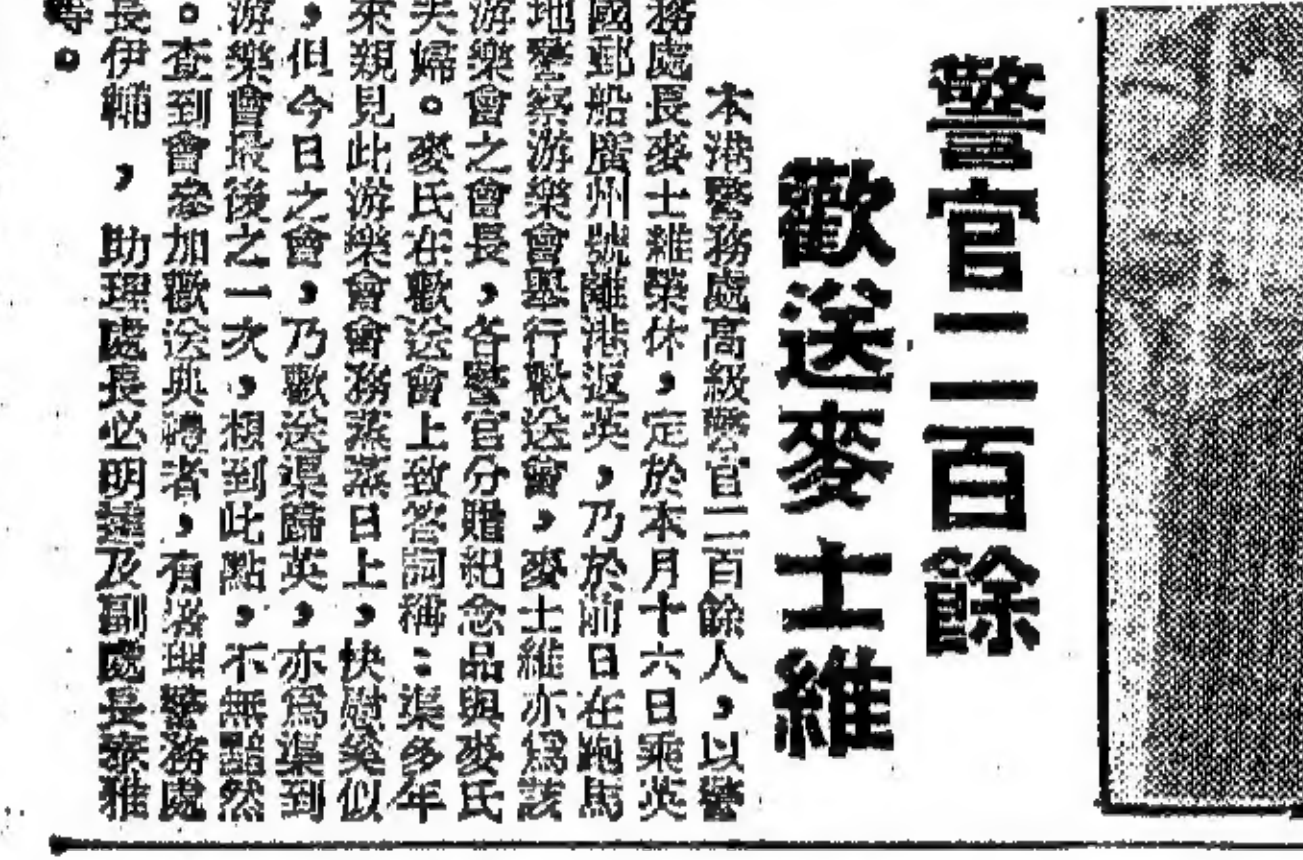 警官二百餘
歡送麥士維
本港警務處高級警官二百餘人，以警
務處長麥士維榮休，定於本月十六日乘英
國郵船廣州號離港返英，乃於前日在跑馬
地警察游樂會舉行歡送會，麥士維亦爲該
游樂會之會長，各警官分贈紀念品與麥氏
夫婦。麥氏在歡送會上致答詞稱：渠多年
來親見此游樂會會務蒸蒸日上，快慰奚似
，但今日之會，乃歡送渠歸英，亦爲渠到
游樂會最後之一次，想到此點，不無黯然
。查到會參加歡送典禮者，有署理警務處
長伊輔，助理處長必明達及副處長泰雅
等。